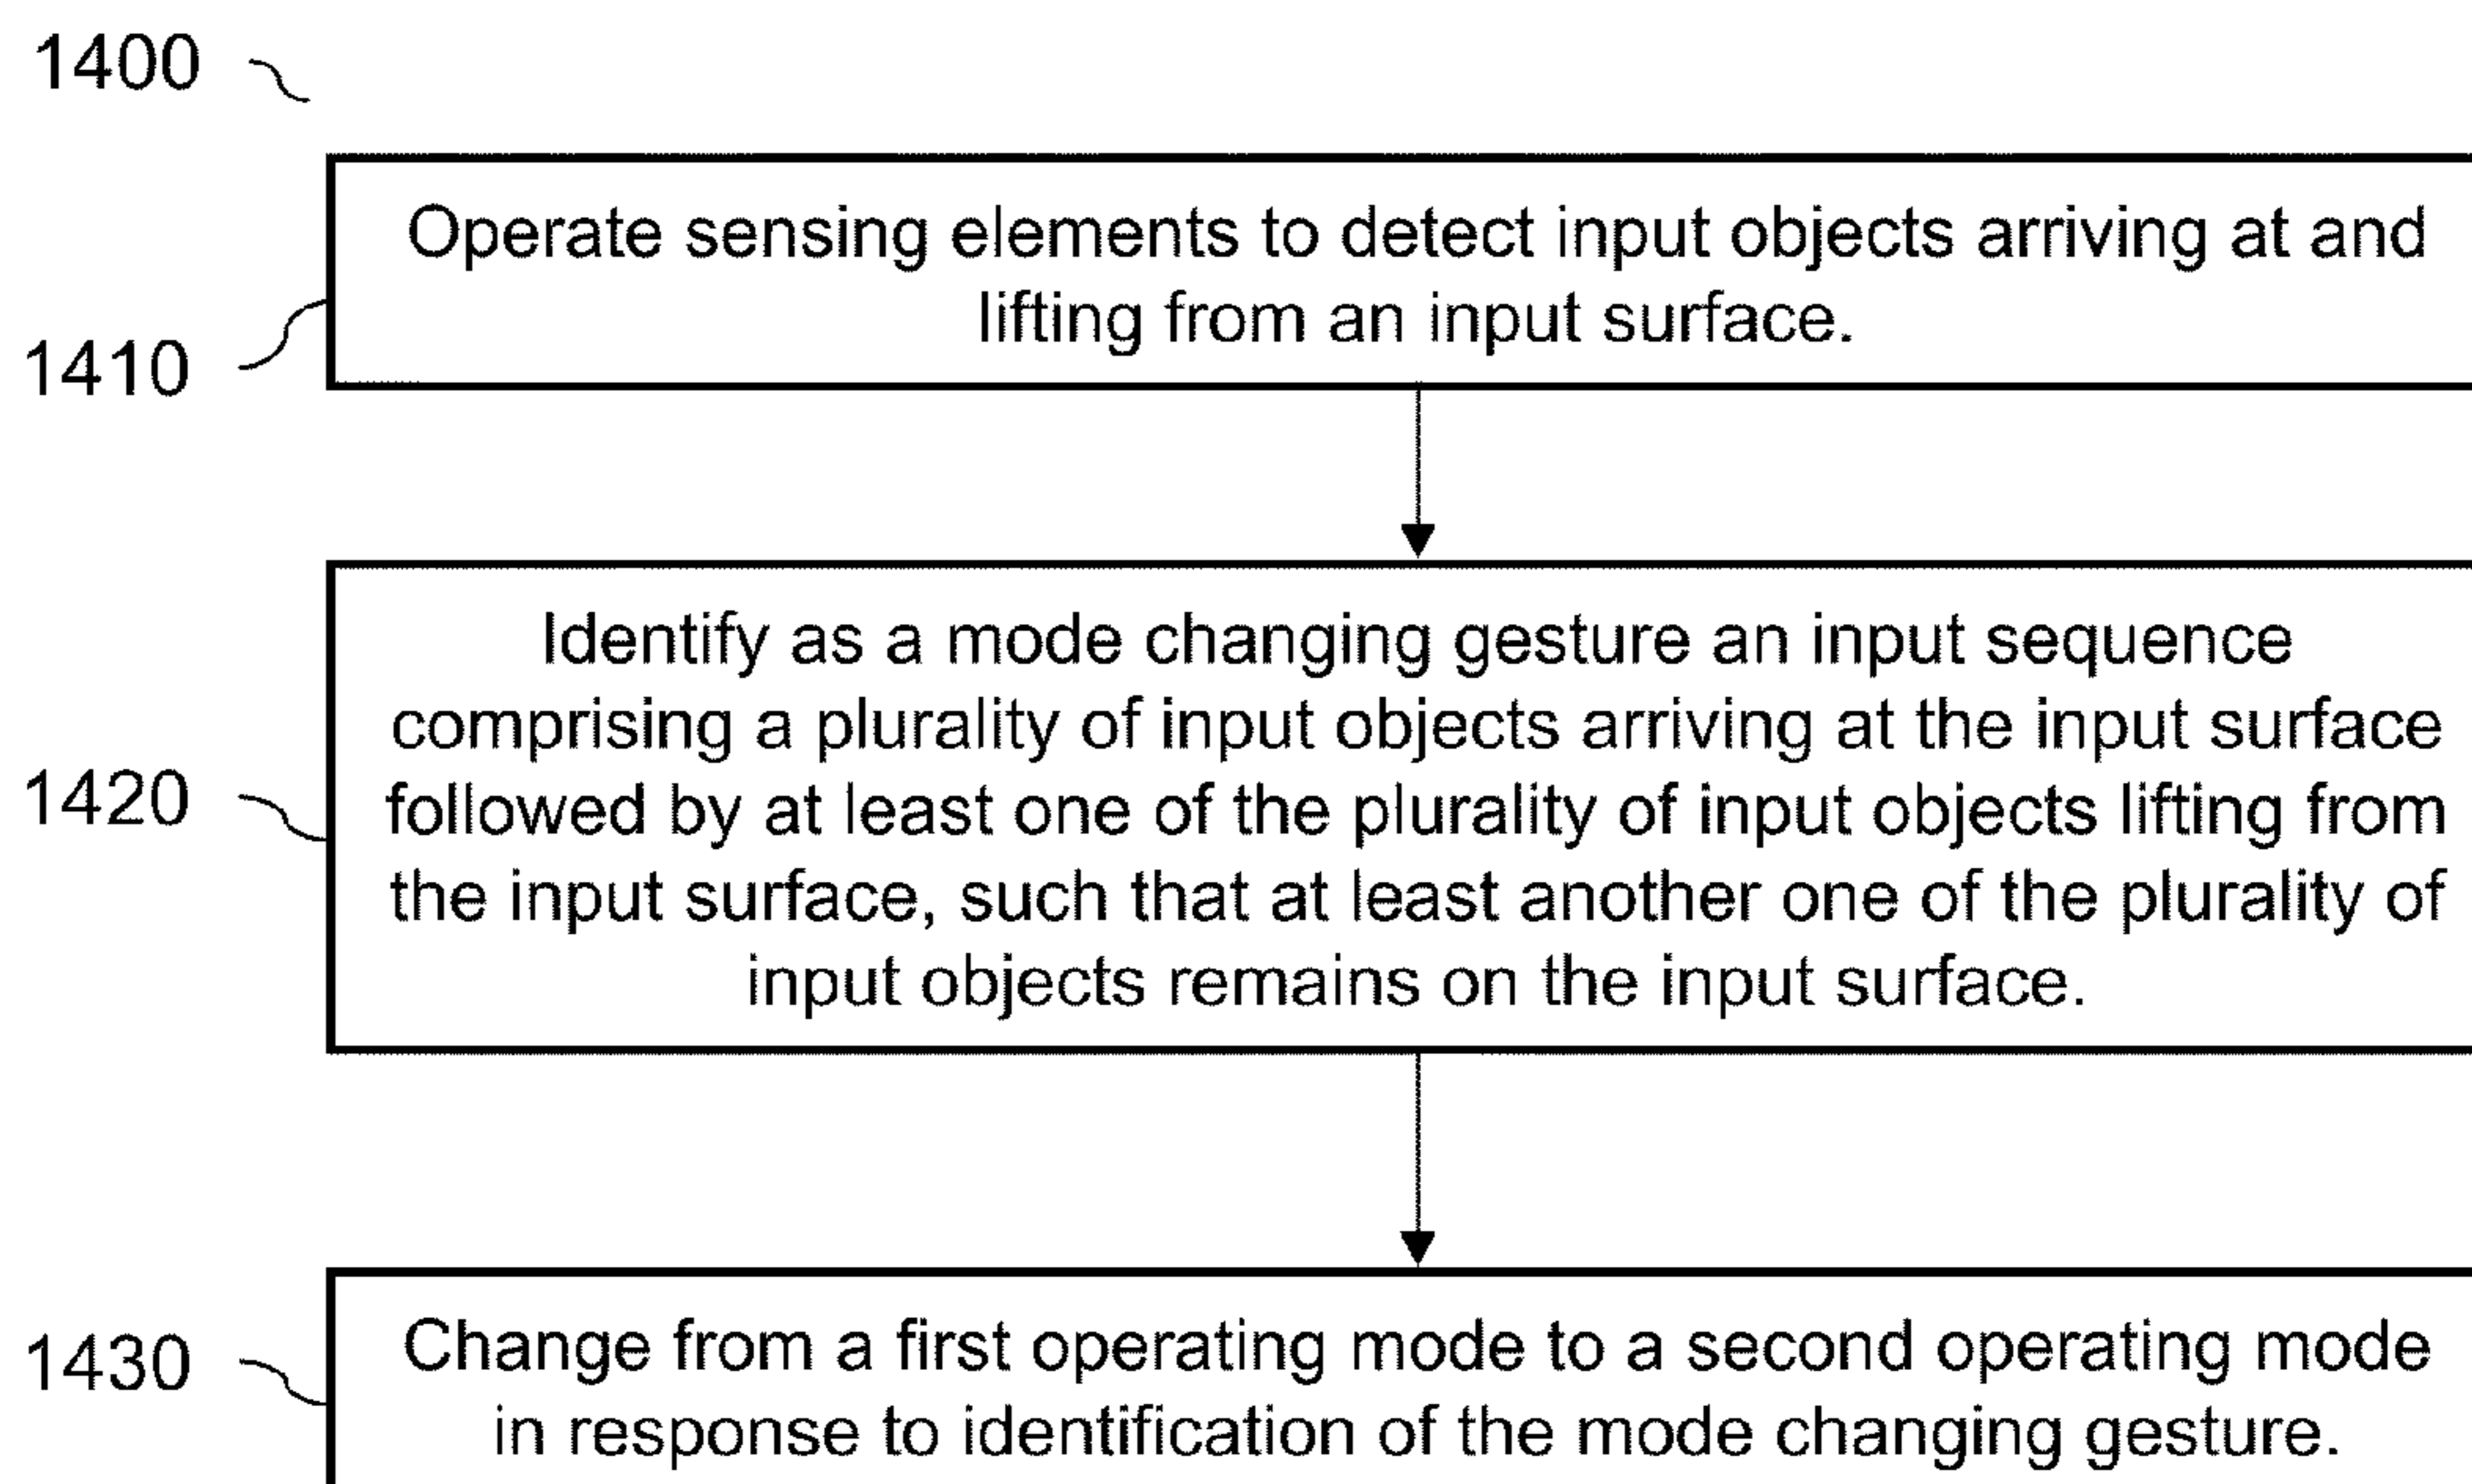 1400
Operate sensing elements to detect input objects arriving at and
lifting from an input surface.
1410
Identify as a mode changing gesture an input sequence
comprising a plurality of input objects arriving at the input surface
followed by at least one of the plurality of input objects lifting from
the input surface, such that at least another one of the plurality of
input objects remains on the input surface.
1420
Change from a first operating mode to a second operating mode
in response to identification of the mode changing gesture.
1430